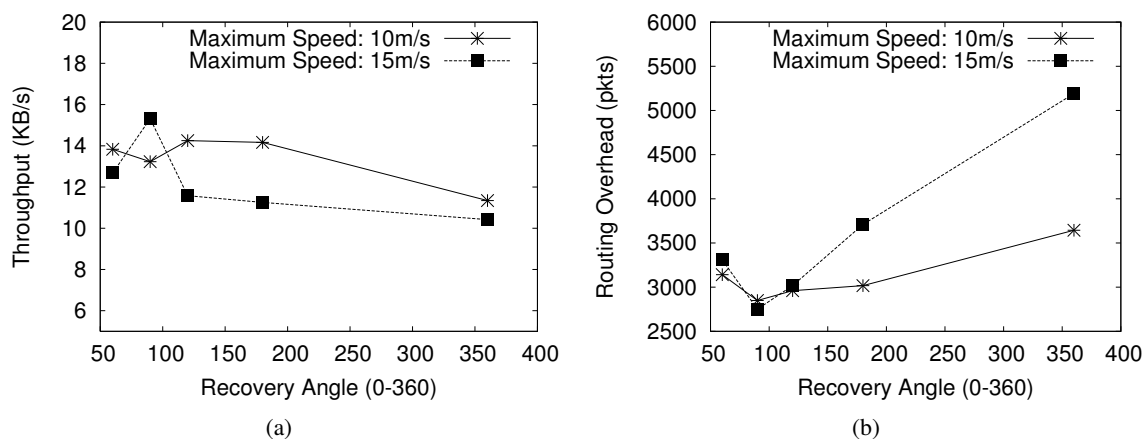 20
18
16
14
12
10
8
6
Throughput (KB/s)
Maximum Speed: 10m/s
Maximum Speed: 15m/s
50 100 150 200 250 300 350 400
Recovery Angle (0-360)
(a)
6000
5500
5000
4500
4000
3500
3000
2500
Routing Overhead (pkts)
Maximum Speed: 10m/s
Maximum Speed: 15m/s
50 100 150 200 250 300 350 400
Recovery Angle (0-360)
(b)